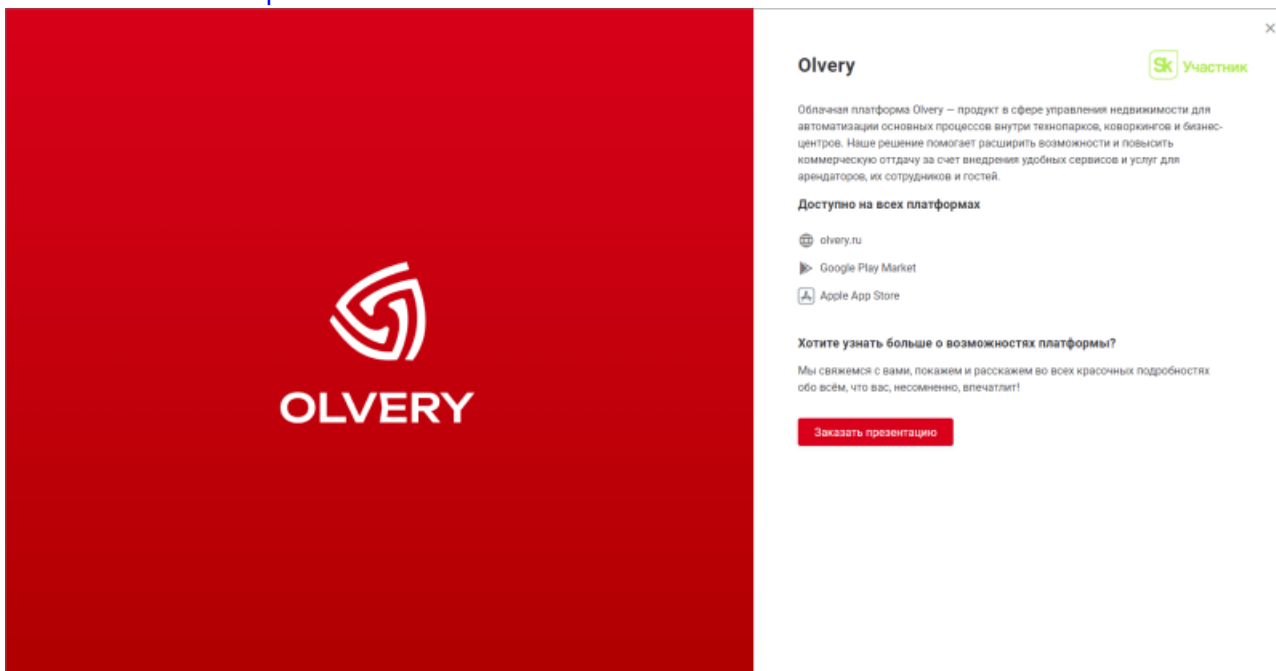 Olvery
Sk Участник
Облачная платформа Olvery — продукт в сфере управления недвижимости для
автоматизации основных процессов внутри технопарков, коворкингов и бизнес-
центров. Наше решение помогает расширить возможности и повысить
коммерческую оттдачу за счет внедрения удобных сервисов и услуг для
арендаторов, их сотрудников и гостей.
Доступно на всех платформах
olvery.ru
Google Play Market
Apple App Store
Хотите узнать больше о возможностях платформы?
Мы свяжемся с вами, покажем и расскажем во всех красочных подробностях
обо всём, что вас, несомненно, впечатлит!
Заказать презентацию
OLVERY